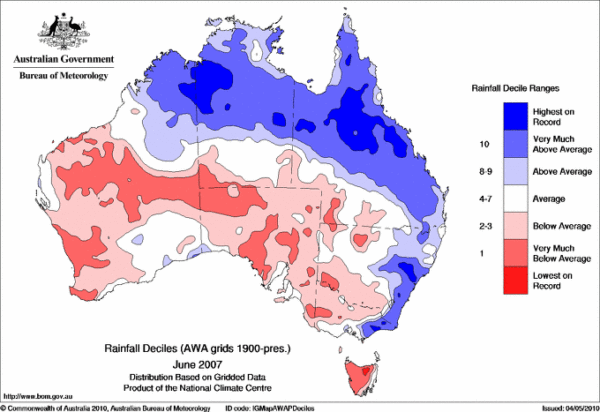 Australian Government
Bureau of Meteorology
Rainfall Decile Ranges
Highest on
Record
10
Very Much
Above Average
8-9
Above Average
4-7
Average
2-3
Below Average
1
Very Much
Below Average
Lowest on
Record
Rainfall Deciles (AWA grids 1900-pres.)
June 2007
Distribution Based on Gridded Data
Product of the National Climate Centre
http://www.bom.gov.au
© Commonwealth of Australia 2010, Australian Bureau of Meteorology
ID code: IGMapAWAPDeciles
Issued: 04/05/2010